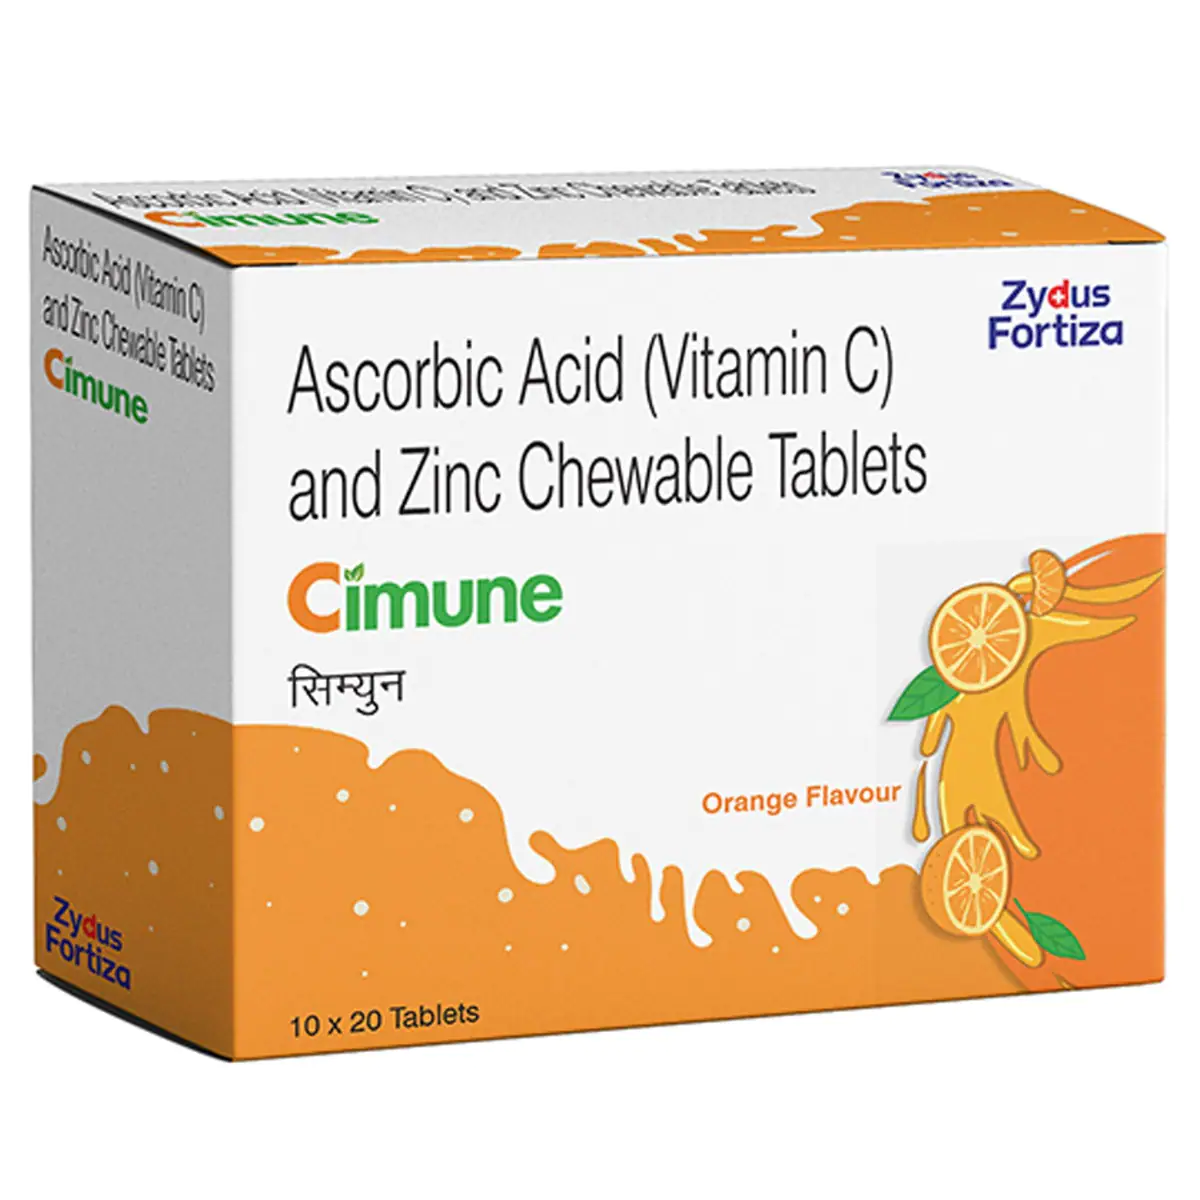 Ascorbic Acid (Vitamin C) and Zinc Chewable Tablets
Cimune
Zydus
Fortiza
Ascorbic Acid (Vitamin C)
and Zinc Chewable Tablets
Cimune
Zydus
Fortiza
Zydus
Fortiza
Ascorbic Acid (Vitamin C)
and Zinc Chewable Tablets
Cimune
सिम्युन
Orange Flavour
10 x 20 Tablets